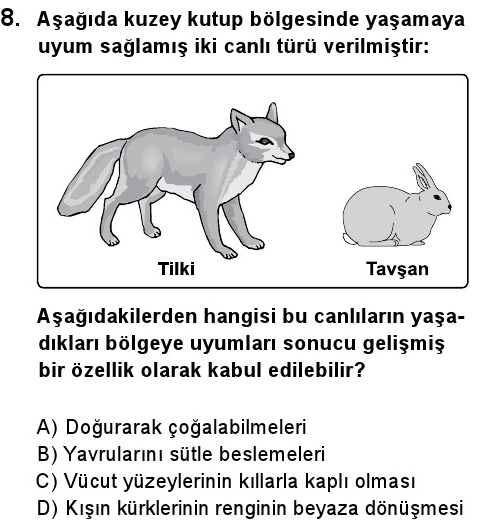 8. Aşağıda kuzey kutup bölgesinde yaşamaya
uyum sağlamış iki canlı türü verilmiştir:
Tilki
Tavşan
Aşağıdakilerden hangisi bu canlıların yaşa-
dıkları bölgeye uyumları sonucu gelişmiş
bir özellik olarak kabul edilebilir?
A) Doğurarak çoğalabilmeleri
B) Yavrularını sütle beslemeleri
C) Vücut yüzeylerinin kıllarla kaplı olması
D) Kışın kürklerinin renginin beyaza dönüşmesi